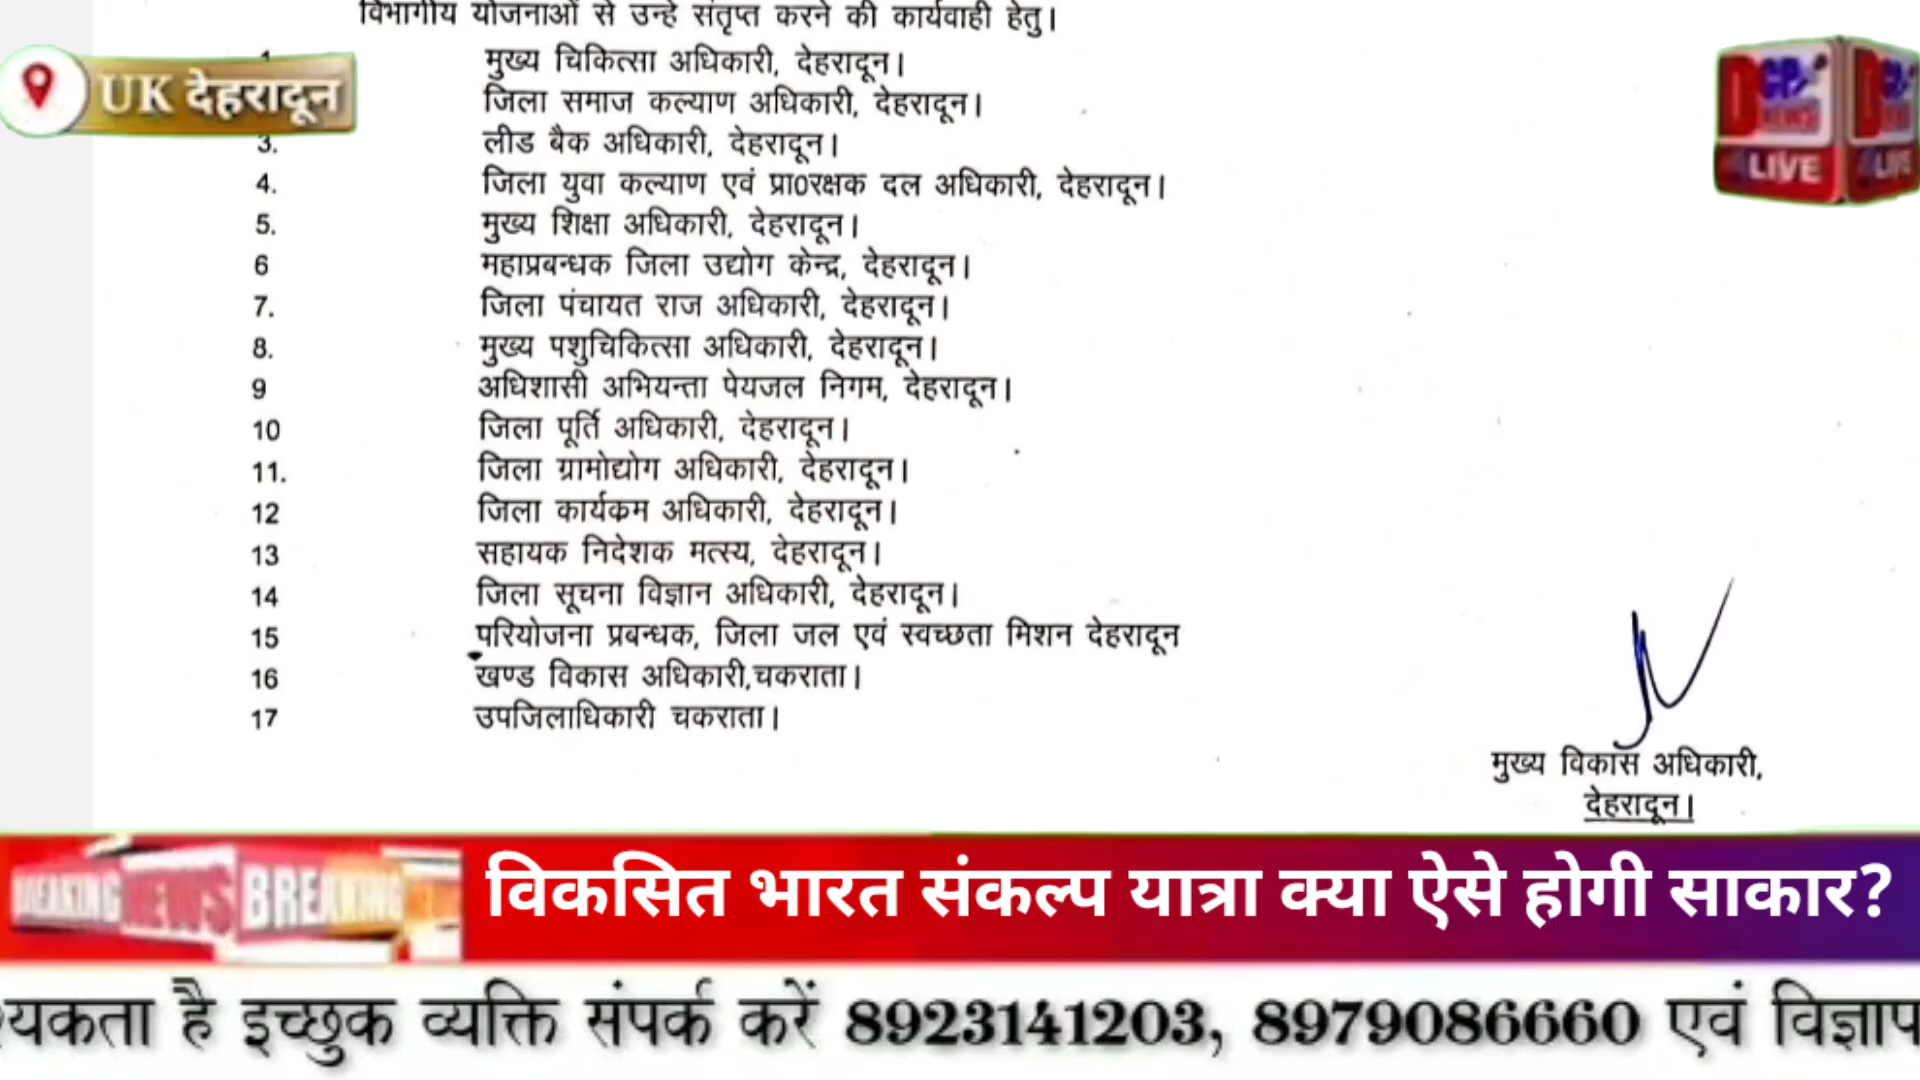 विभागीय योजनाओं से उन्हे संतृप्त करने की कार्यवाही हेतु।
मुख्य चिकित्सा अधिकारी, देहरादून।
UK देहरादून
जिला समाज कल्याण अधिकारी, देहरादून।
3. लीड बैक अधिकारी, देहरादून।
4. जिला युवा कल्याण एवं प्रा0रक्षक दल अधिकारी, देहरादून।
5. मुख्य शिक्षा अधिकारी, देहरादून।
6 महाप्रबन्धक जिला उद्योग केन्द्र, देहरादून।
7. जिला पंचायत राज अधिकारी, देहरादून।
8. मुख्य पशुचिकित्सा अधिकारी, देहरादून।
9 अधिशासी अभियन्ता पेयजल निगम, देहरादून।
10 जिला पूर्ति अधिकारी, देहरादून।
11. जिला ग्रामोद्योग अधिकारी, देहरादून।
12 जिला कार्यकम अधिकारी, देहरादून।
13 सहायक निदेशक मत्स्य, देहरादून।
14 जिला सूचना विज्ञान अधिकारी, देहरादून।
15 परियोजना प्रबन्धक, जिला जल एवं स्वच्छता मिशन देहरादून
16 खण्ड विकास अधिकारी,चकराता।
17 उपजिलाधिकारी चकराता।
मुख्य विकास अधिकारी,
देहरादून।
LIVE
BREAKING NEWS BREAKING
विकसित भारत संकल्प यात्रा क्या ऐसे होगी साकार?
यकता है इच्छुक व्यक्ति संपर्क करें 8923141203, 8979086660 एवं विज्ञाप